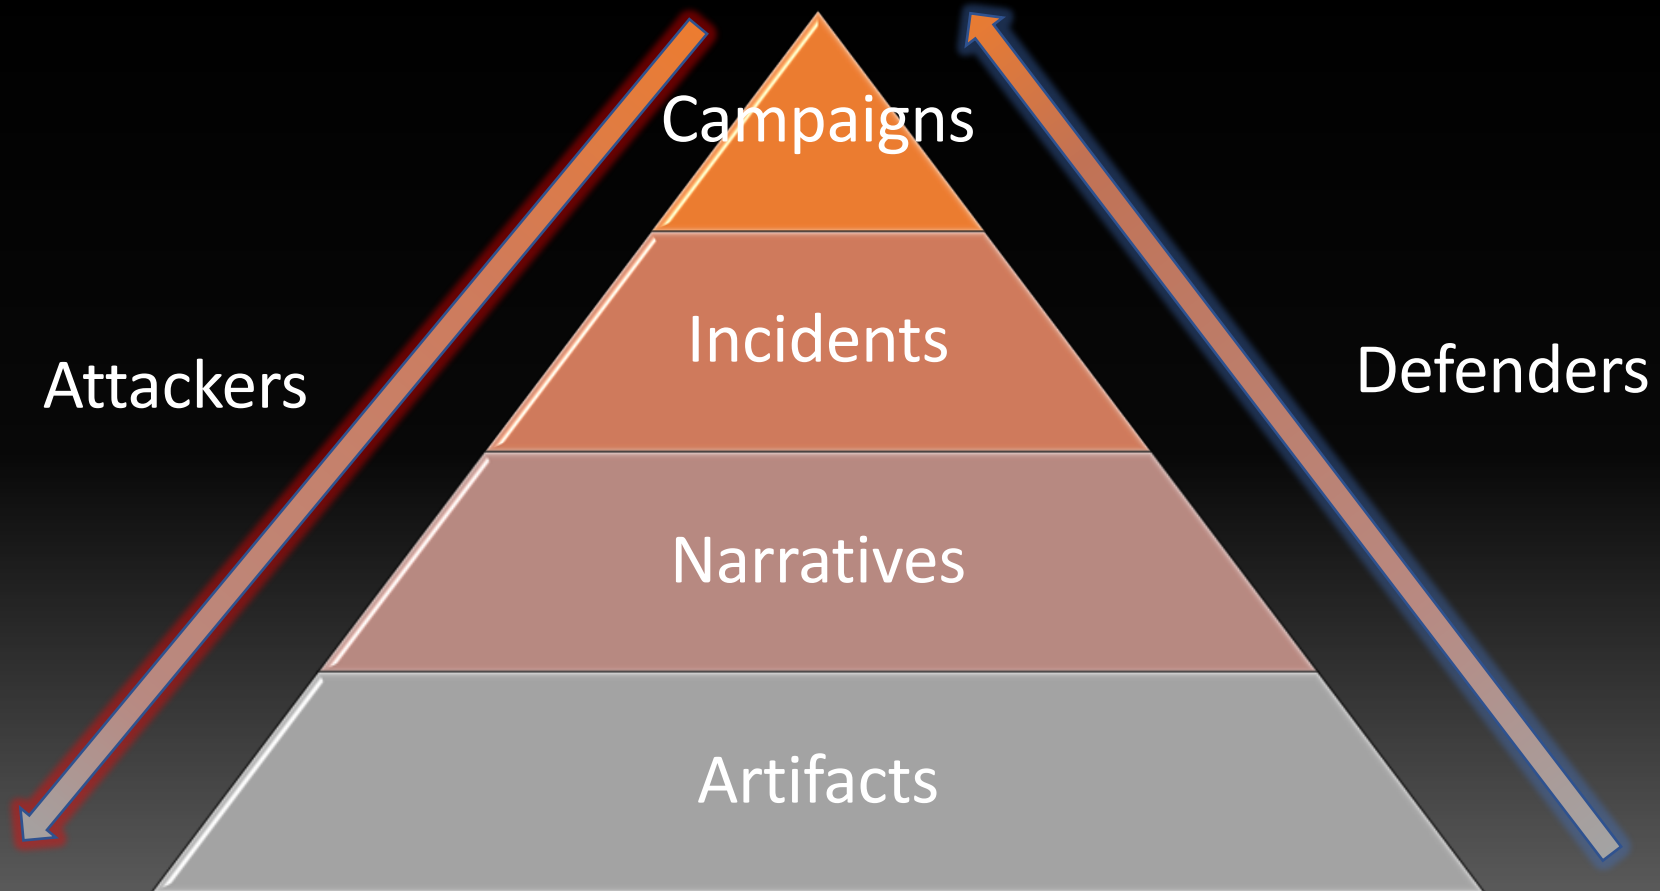 Campaigns
Incidents
Attackers
Defenders
Narratives
Artifacts